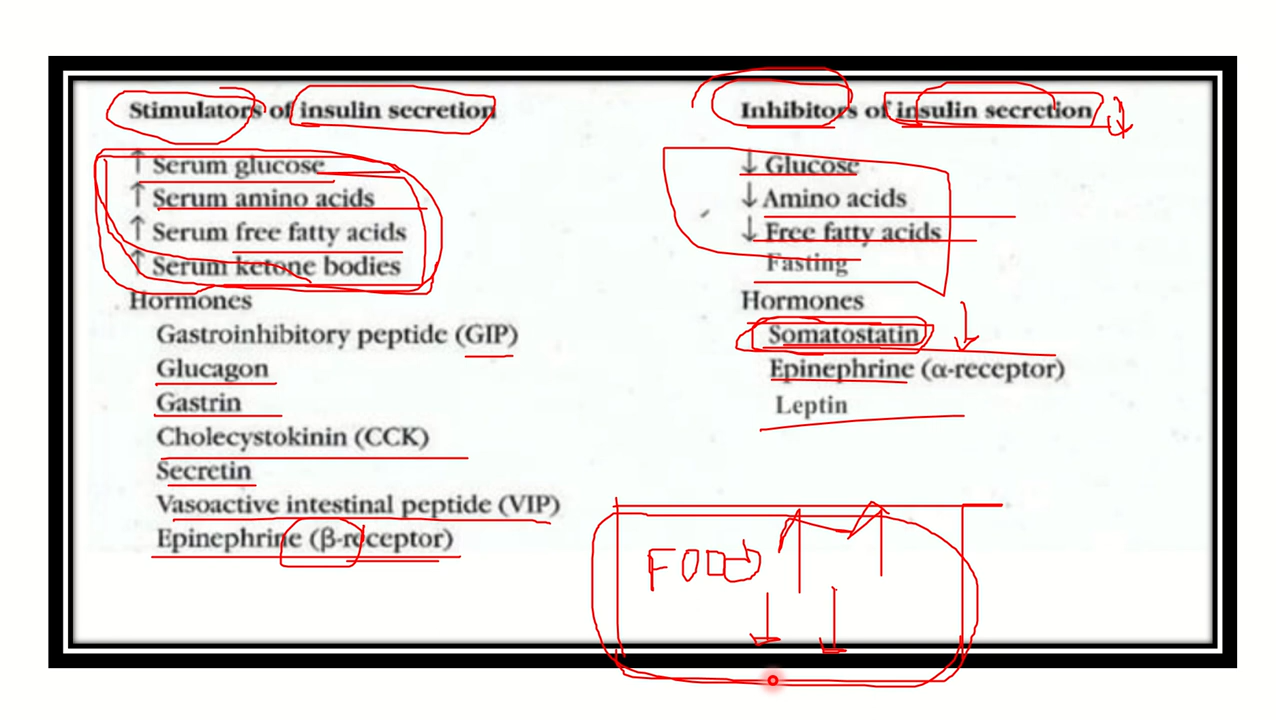 Stimulators of insulin secretion
↑ Serum glucose
↑ Serum amino acids
↑ Serum free fatty acids
↑ Serum ketone bodies
Hormones
Gastroinhibitory peptide (GIP)
Glucagon
Gastrin
Cholecystokinin (CCK)
Secretin
Vasoactive intestinal peptide (VIP)
Epinephrine (β-receptor)
Inhibitors of insulin secretion
↓ Glucose
↓ Amino acids
↓ Free fatty acids
Fasting
Hormones
Somatostatin
Epinephrine (α-receptor)
Leptin
FOOD